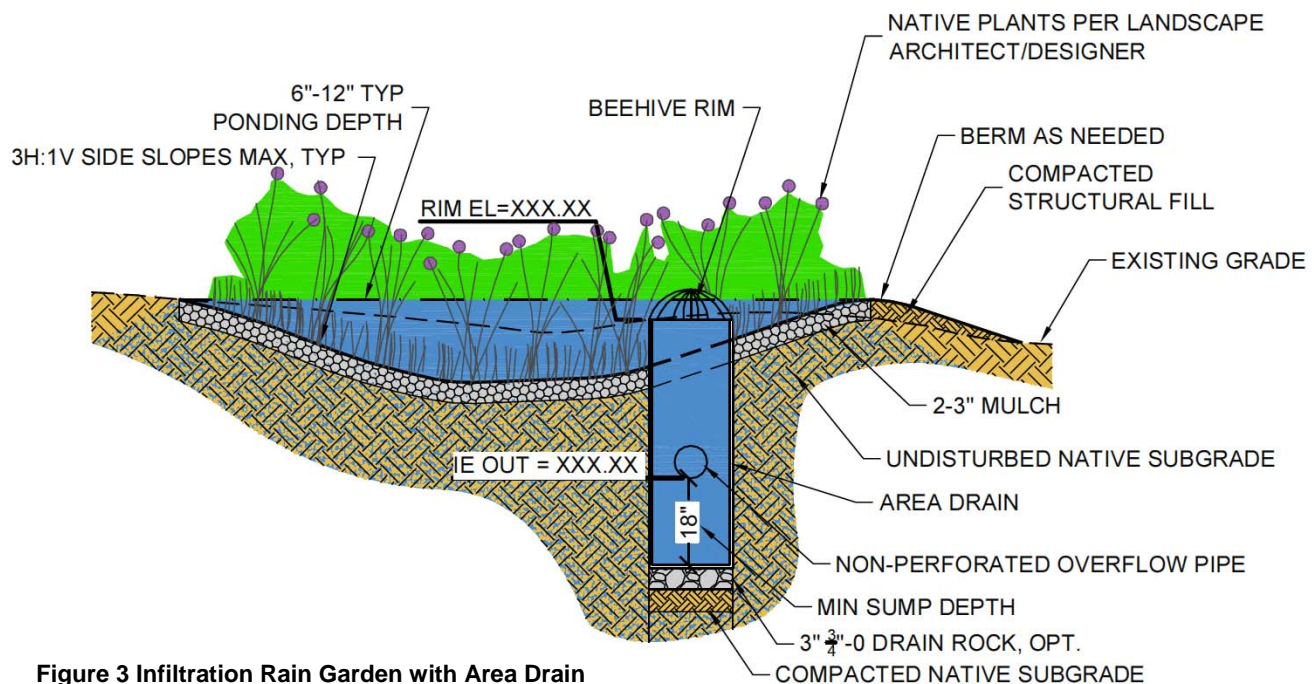 NATIVE PLANTS PER LANDSCAPE
ARCHITECT/DESIGNER
6"-12" TYP
PONDING DEPTH
BEEHIVE RIM
BERM AS NEEDED
3H:1V SIDE SLOPES MAX, TYP
COMPACTED
STRUCTURAL FILL
RIM EL=XXX.XX
EXISTING GRADE
2-3" MULCH
UNDISTURBED NATIVE SUBGRADE
IE OUT = XXX.XX
AREA DRAIN
18"
NON-PERFORATED OVERFLOW PIPE
MIN SUMP DEPTH
3" 3/4"-0 DRAIN ROCK, OPT.
COMPACTED NATIVE SUBGRADE
Figure 3 Infiltration Rain Garden with Area Drain